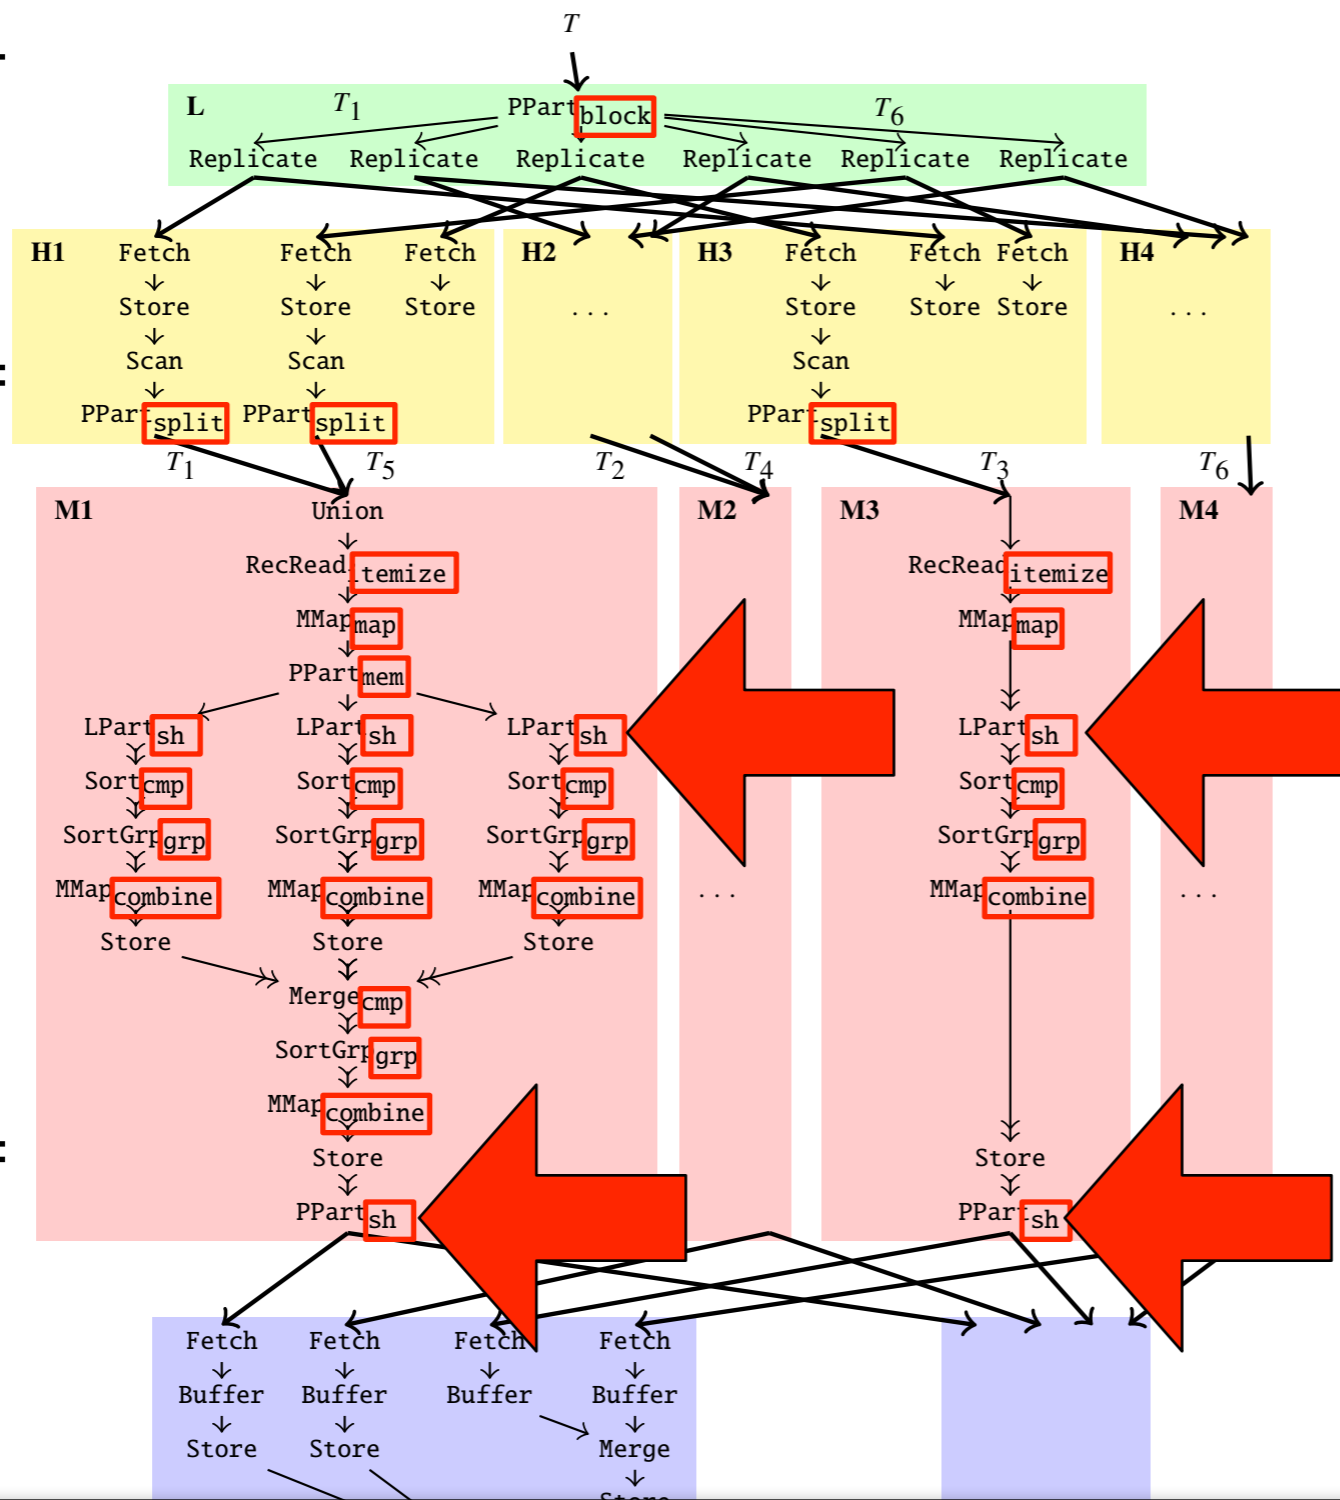 T
L T1 PPart block T6
Replicate Replicate Replicate Replicate Replicate Replicate
H1 Fetch Fetch Fetch H2 H3 Fetch Fetch Fetch H4
Store Store Store ... Store Store Store ...
Scan Scan Scan
PPart split PPart split PPart split
T1 T5 T2 T4 T3 T6
M1 Union M2 M3 M4
RecRead itemize RecRead itemize
MMap map MMap map
PPart mem
LPart sh LPart sh LPart sh LPart sh
Sort cmp Sort cmp Sort cmp Sort cmp
SortGrp grp SortGrp grp SortGrp grp SortGrp grp
MMap combine MMap combine MMap combine ... MMap combine ...
Store Store Store
Merge cmp
SortGrp grp
MMap combine
Store Store
PPart sh PPart sh
Fetch Fetch Fetch Fetch
Buffer Buffer Buffer Buffer
Store Store Merge
Store